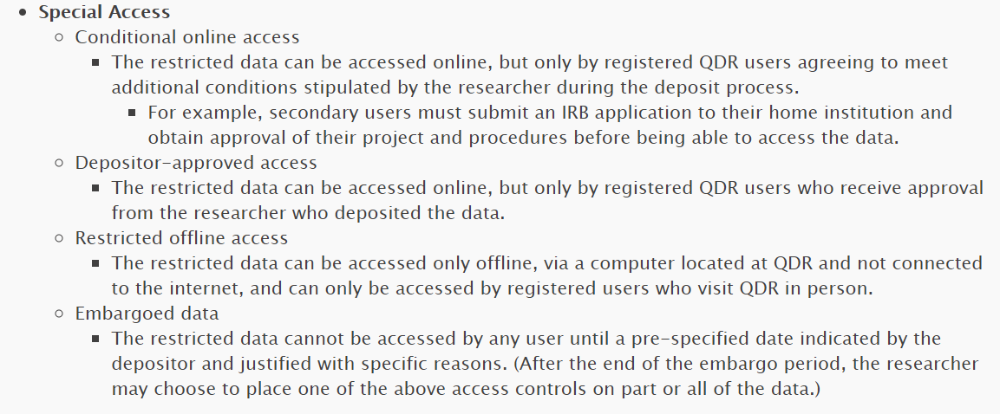 Special Access
Conditional online access
The restricted data can be accessed online, but only by registered QDR users agreeing to meet
additional conditions stipulated by the researcher during the deposit process.
For example, secondary users must submit an IRB application to their home institution and
obtain approval of their project and procedures before being able to access the data.
Depositor-approved access
The restricted data can be accessed online, but only by registered QDR users who receive approval
from the researcher who deposited the data.
Restricted offline access
The restricted data can be accessed only offline, via a computer located at QDR and not connected
to the internet, and can only be accessed by registered users who visit QDR in person.
Embargoed data
The restricted data cannot be accessed by any user until a pre-specified date indicated by the
depositor and justified with specific reasons. (After the end of the embargo period, the researcher
may choose to place one of the above access controls on part or all of the data.)